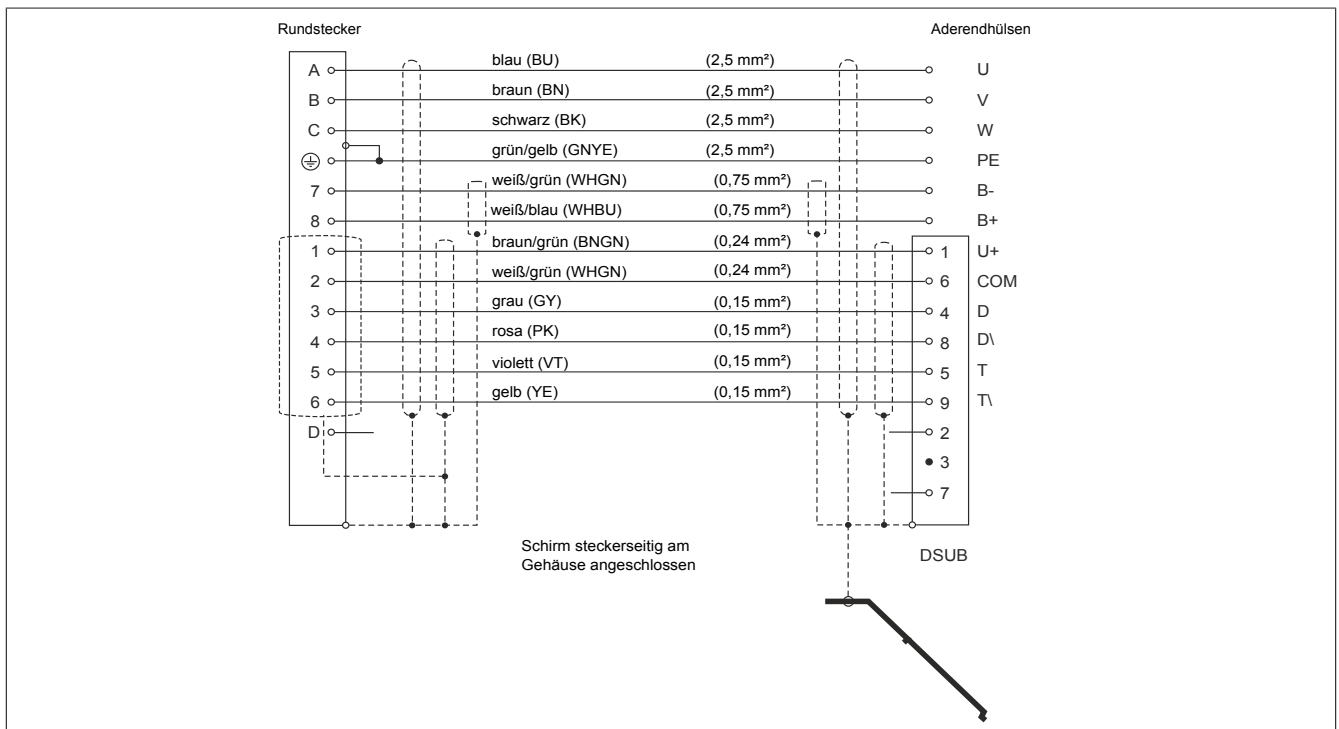 Rundstecker Aderendhülsen
A blau (BU) (2,5 mm²) U
B braun (BN) (2,5 mm²) V
C schwarz (BK) (2,5 mm²) W
grün/gelb (GNYE) (2,5 mm²) PE
7 weiß/grün (WHGN) (0,75 mm²) B-
8 weiß/blau (WHBU) (0,75 mm²) B+
1 braun/grün (BNGN) (0,24 mm²) 1 U+
2 weiß/grün (WHGN) (0,24 mm²) 6 COM
3 grau (GY) (0,15 mm²) 4 D
4 rosa (PK) (0,15 mm²) 8 D\
5 violett (VT) (0,15 mm²) 5 T
6 gelb (YE) (0,15 mm²) 9 T\
D 2
3
7
Schirm steckerseitig am
Gehäuse angeschlossen
DSUB